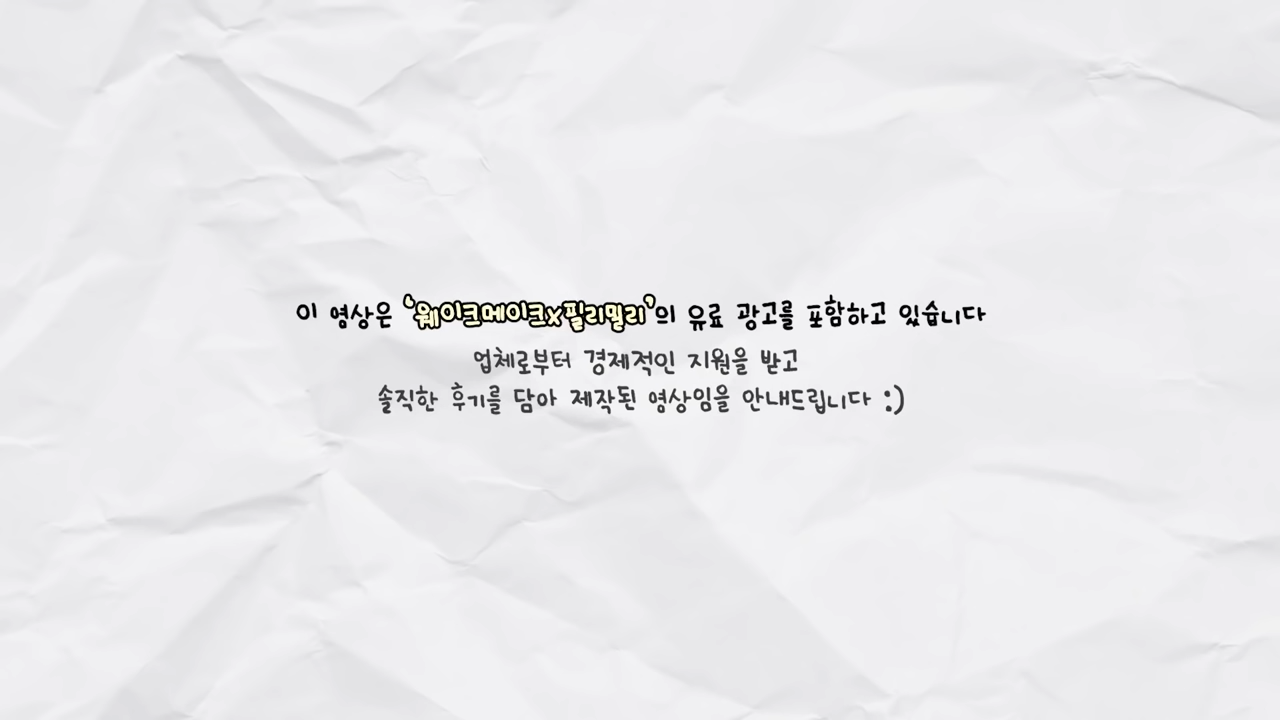 이 영상은 '웨이크메이크x필리밀리'의 유료 광고를 포함하고 있습니다
업체로부터 경제적인 지원을 받고
솔직한 후기를 담아 제작된 영상임을 안내드립니다 :)